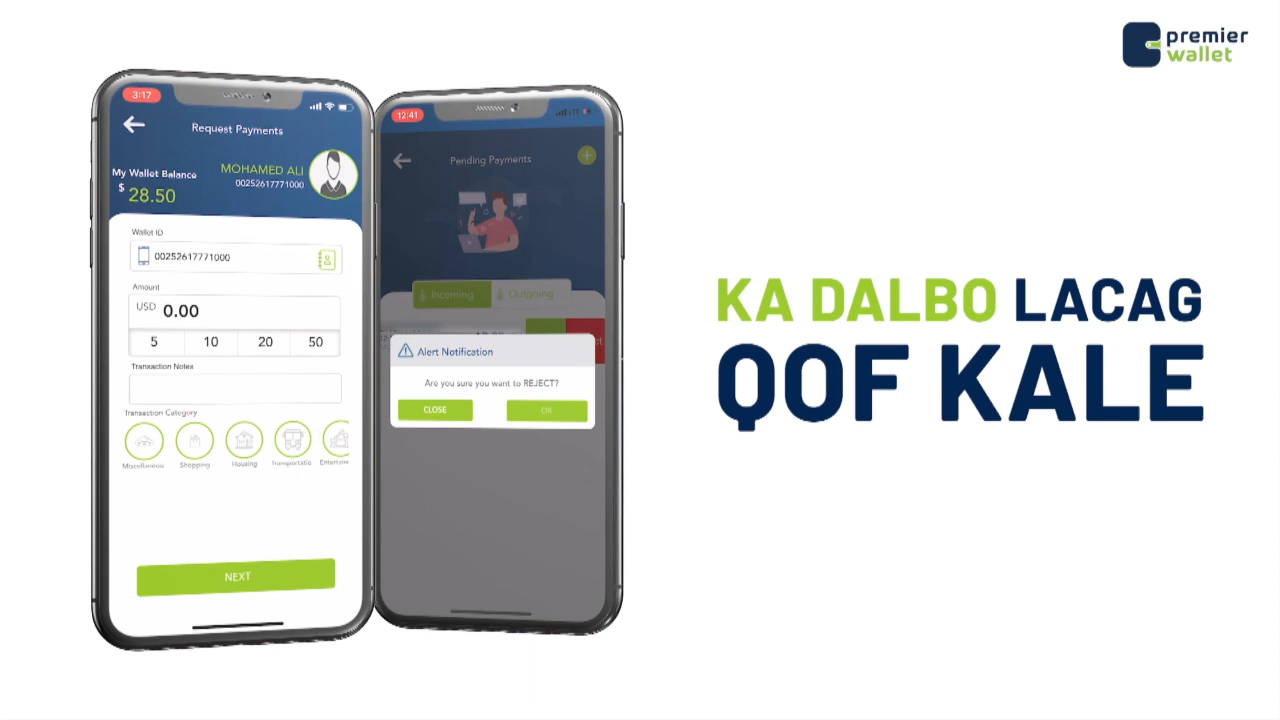 premier
wallet
3:17
Request Payments
My Wallet Balance
$ 28.50
MOHAMED ALI
00252617771000
Wallet ID
00252617771000
Amount
USD 0.00
5 10 20 50
Transaction Notes
Transaction Category
Shopping Housing
NEXT
12:41
Pending Payments
Incoming Outgoing
Alert Notification
Are you sure you want to REJECT?
CLOSE OK
KA DALBO LACAG
QOF KALE